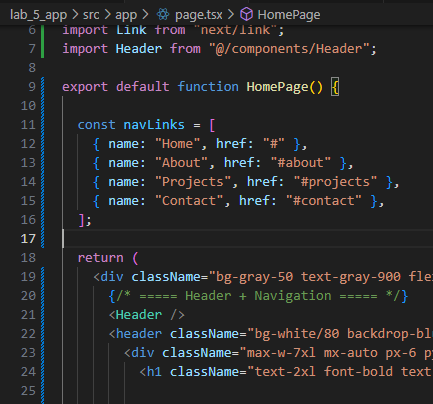 lab_5_app > src > app > page.tsx > HomePage
6 import Link from "next/link";
7 import Header from "@/components/Header";
8
9 export default function HomePage() {
10
11 const navLinks = [
12 { name: "Home", href: "#" },
13 { name: "About", href: "#about" },
14 { name: "Projects", href: "#projects" },
15 { name: "Contact", href: "#contact" },
16 ];
17
18 return (
19 <div className="bg-gray-50 text-gray-900 fle
20 {/* ===== Header + Navigation ===== */}
21 <Header />
22 <header className="bg-white/80 backdrop-bl
23 <div className="max-w-7xl mx-auto px-6 p
24 <h1 className="text-2xl font-bold text
25